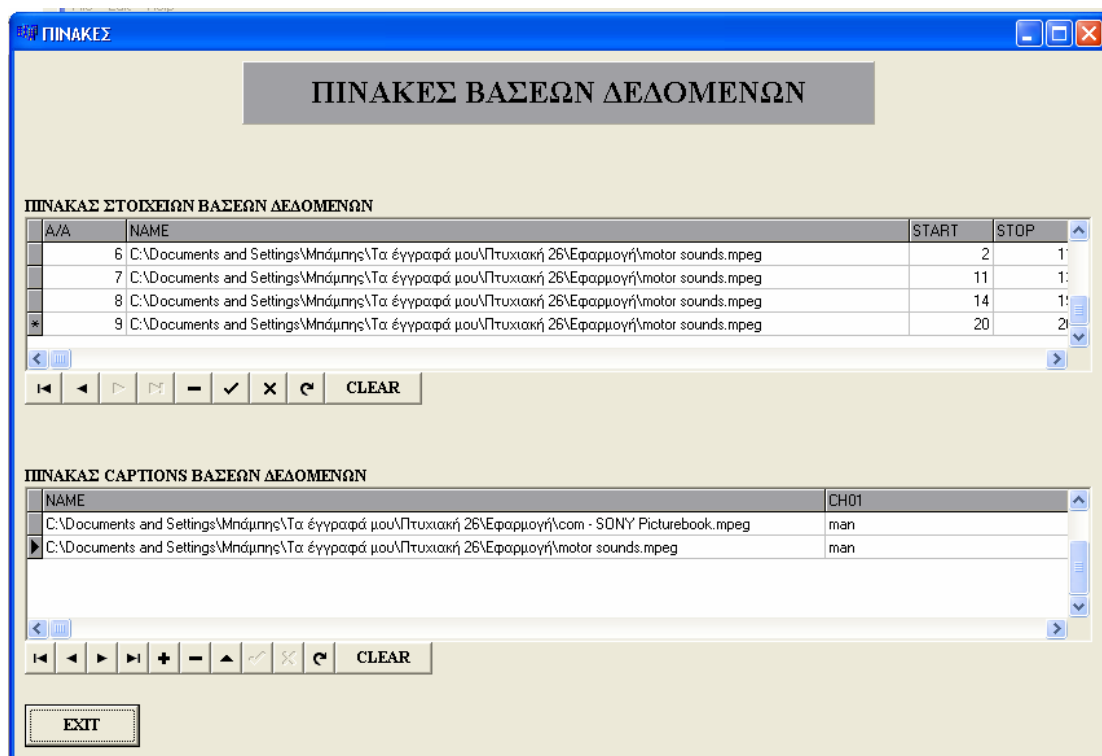 ΠΙΝΑΚΕΣ
ΠΙΝΑΚΕΣ ΒΑΣΕΩΝ ΔΕΔΟΜΕΝΩΝ
ΠΙΝΑΚΑΣ ΣΤΟΙΧΕΙΩΝ ΒΑΣΕΩΝ ΔΕΔΟΜΕΝΩΝ
A/A NAME START STOP
6 C:\Documents and Settings\Μπάμπης\Τα έγγραφά μου\Πτυχιακή 26\Εφαρμογή\motor sounds.mpeg 2
7 C:\Documents and Settings\Μπάμπης\Τα έγγραφά μου\Πτυχιακή 26\Εφαρμογή\motor sounds.mpeg 11
8 C:\Documents and Settings\Μπάμπης\Τα έγγραφά μου\Πτυχιακή 26\Εφαρμογή\motor sounds.mpeg 14
9 C:\Documents and Settings\Μπάμπης\Τα έγγραφά μου\Πτυχιακή 26\Εφαρμογή\motor sounds.mpeg 20
CLEAR
ΠΙΝΑΚΑΣ CAPTIONS ΒΑΣΕΩΝ ΔΕΔΟΜΕΝΩΝ
NAME CH01
C:\Documents and Settings\Μπάμπης\Τα έγγραφά μου\Πτυχιακή 26\Εφαρμογή\com - SONY Picturebook.mpeg man
C:\Documents and Settings\Μπάμπης\Τα έγγραφά μου\Πτυχιακή 26\Εφαρμογή\motor sounds.mpeg man
CLEAR
EXIT